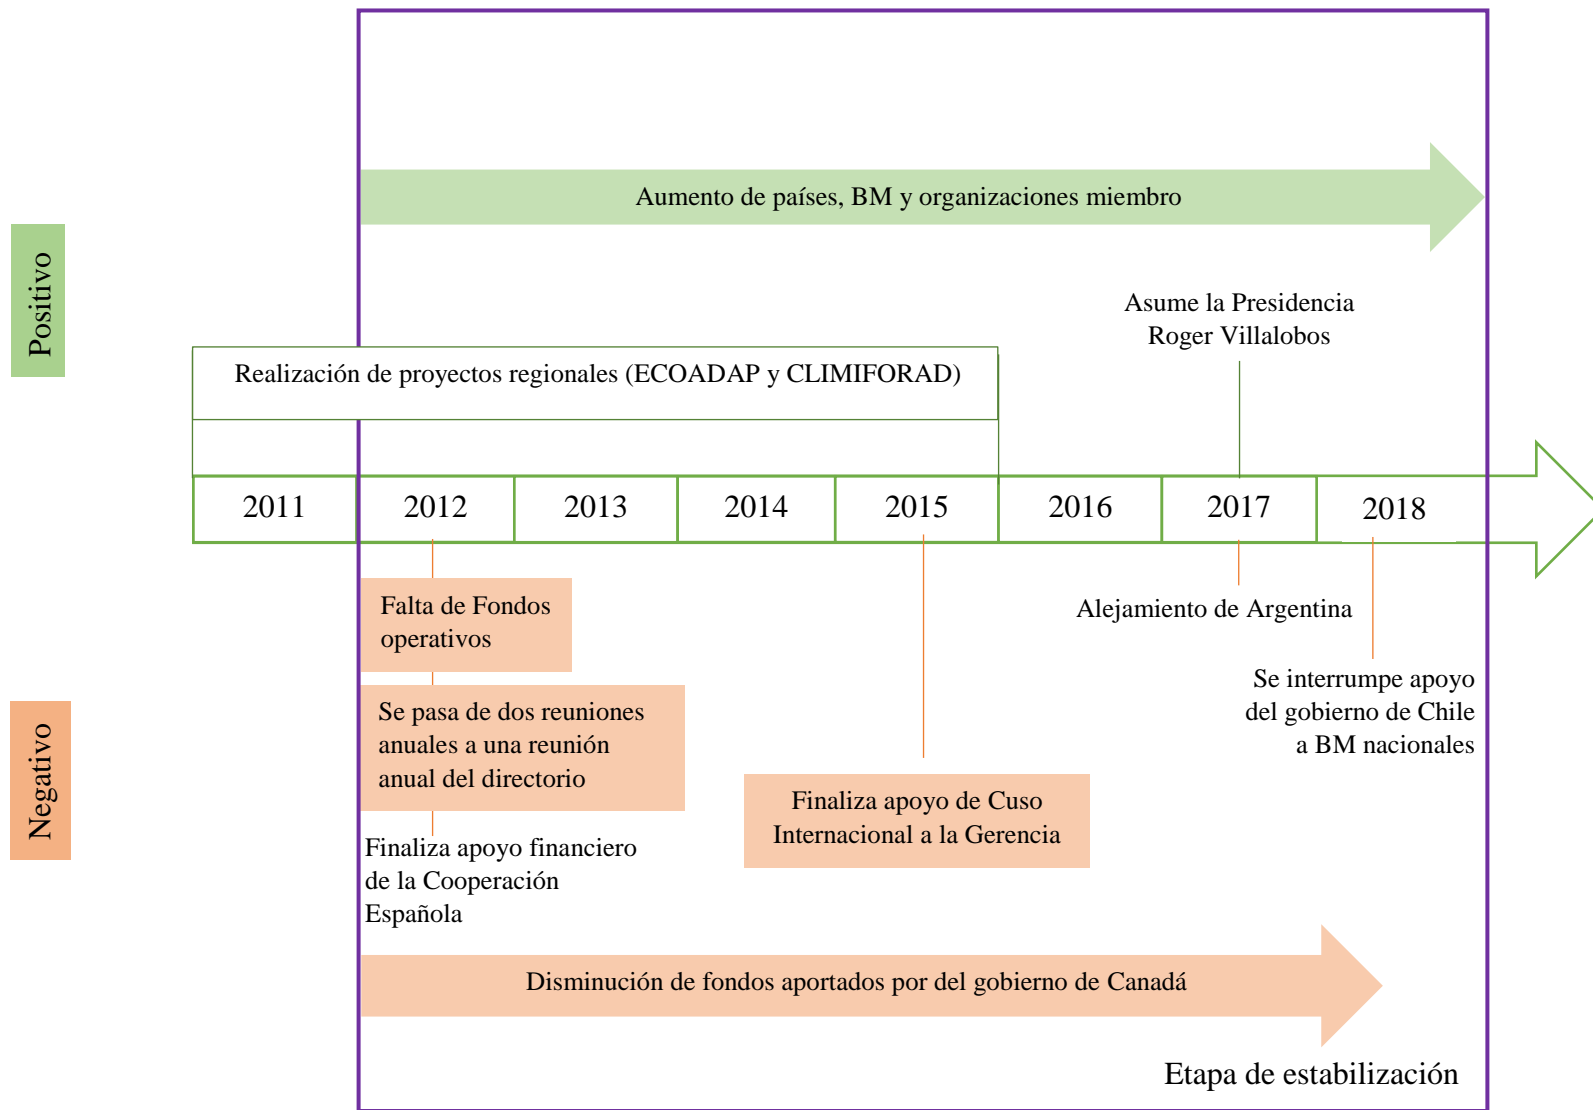 Aumento de países, BM y organizaciones miembro
Positivo
Asume la Presidencia
Roger Villalobos
Realización de proyectos regionales (ECOADAP y CLIMIFORAD)
2011
2012
2013
2014
2015
2016
2017
2018
Falta de Fondos
operativos
Alejamiento de Argentina
Se interrumpe apoyo
del gobierno de Chile
a BM nacionales
Negativo
Se pasa de dos reuniones
anuales a una reunión
anual del directorio
Finaliza apoyo de Cuso
Internacional a la Gerencia
Finaliza apoyo financiero
de la Cooperación
Española
Disminución de fondos aportados por del gobierno de Canadá
Etapa de estabilización